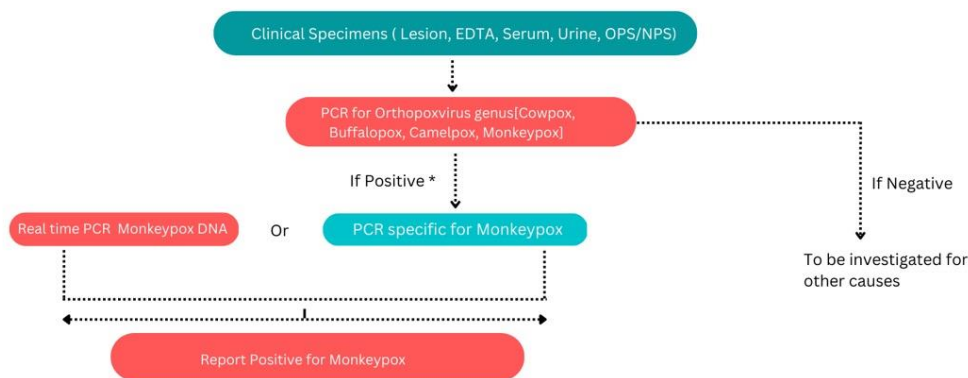 Clinical Specimens ( Lesion, EDTA, Serum, Urine, OPS/NPS)
PCR for Orthopoxvirus genus[Cowpox,
Buffalopox, Camelpox, Monkeypox]
If Positive *
If Negative
Real time PCR Monkeypox DNA
Or
PCR specific for Monkeypox
To be investigated for
other causes
Report Positive for Monkeypox